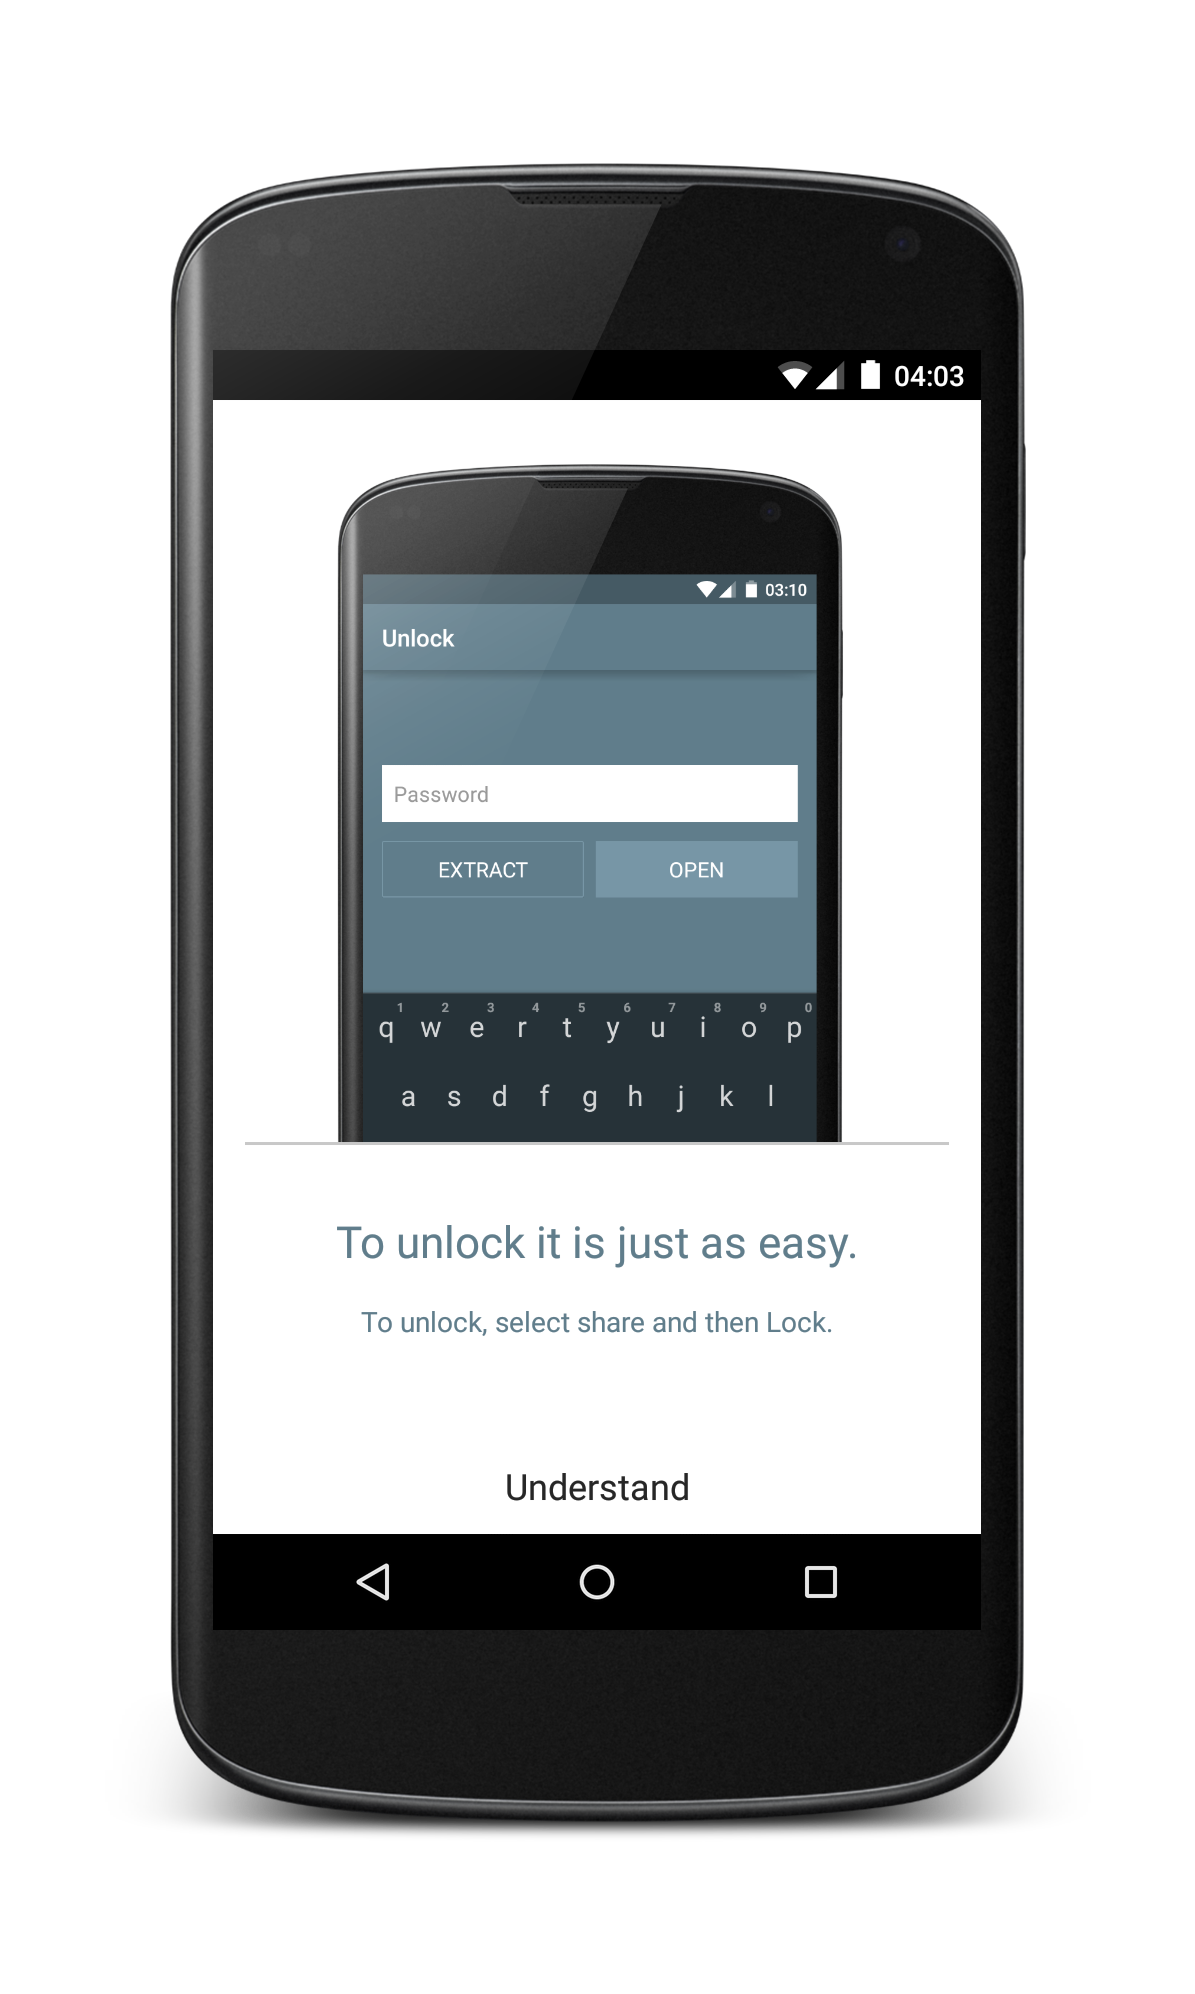 04:03
03:10
Unlock
Password
EXTRACT OPEN
1 2 3 4 5 6 7 8 9 0
q w e r t y u i o p
a s d f g h j k l
To unlock it is just as easy.
To unlock, select share and then Lock.
Understand